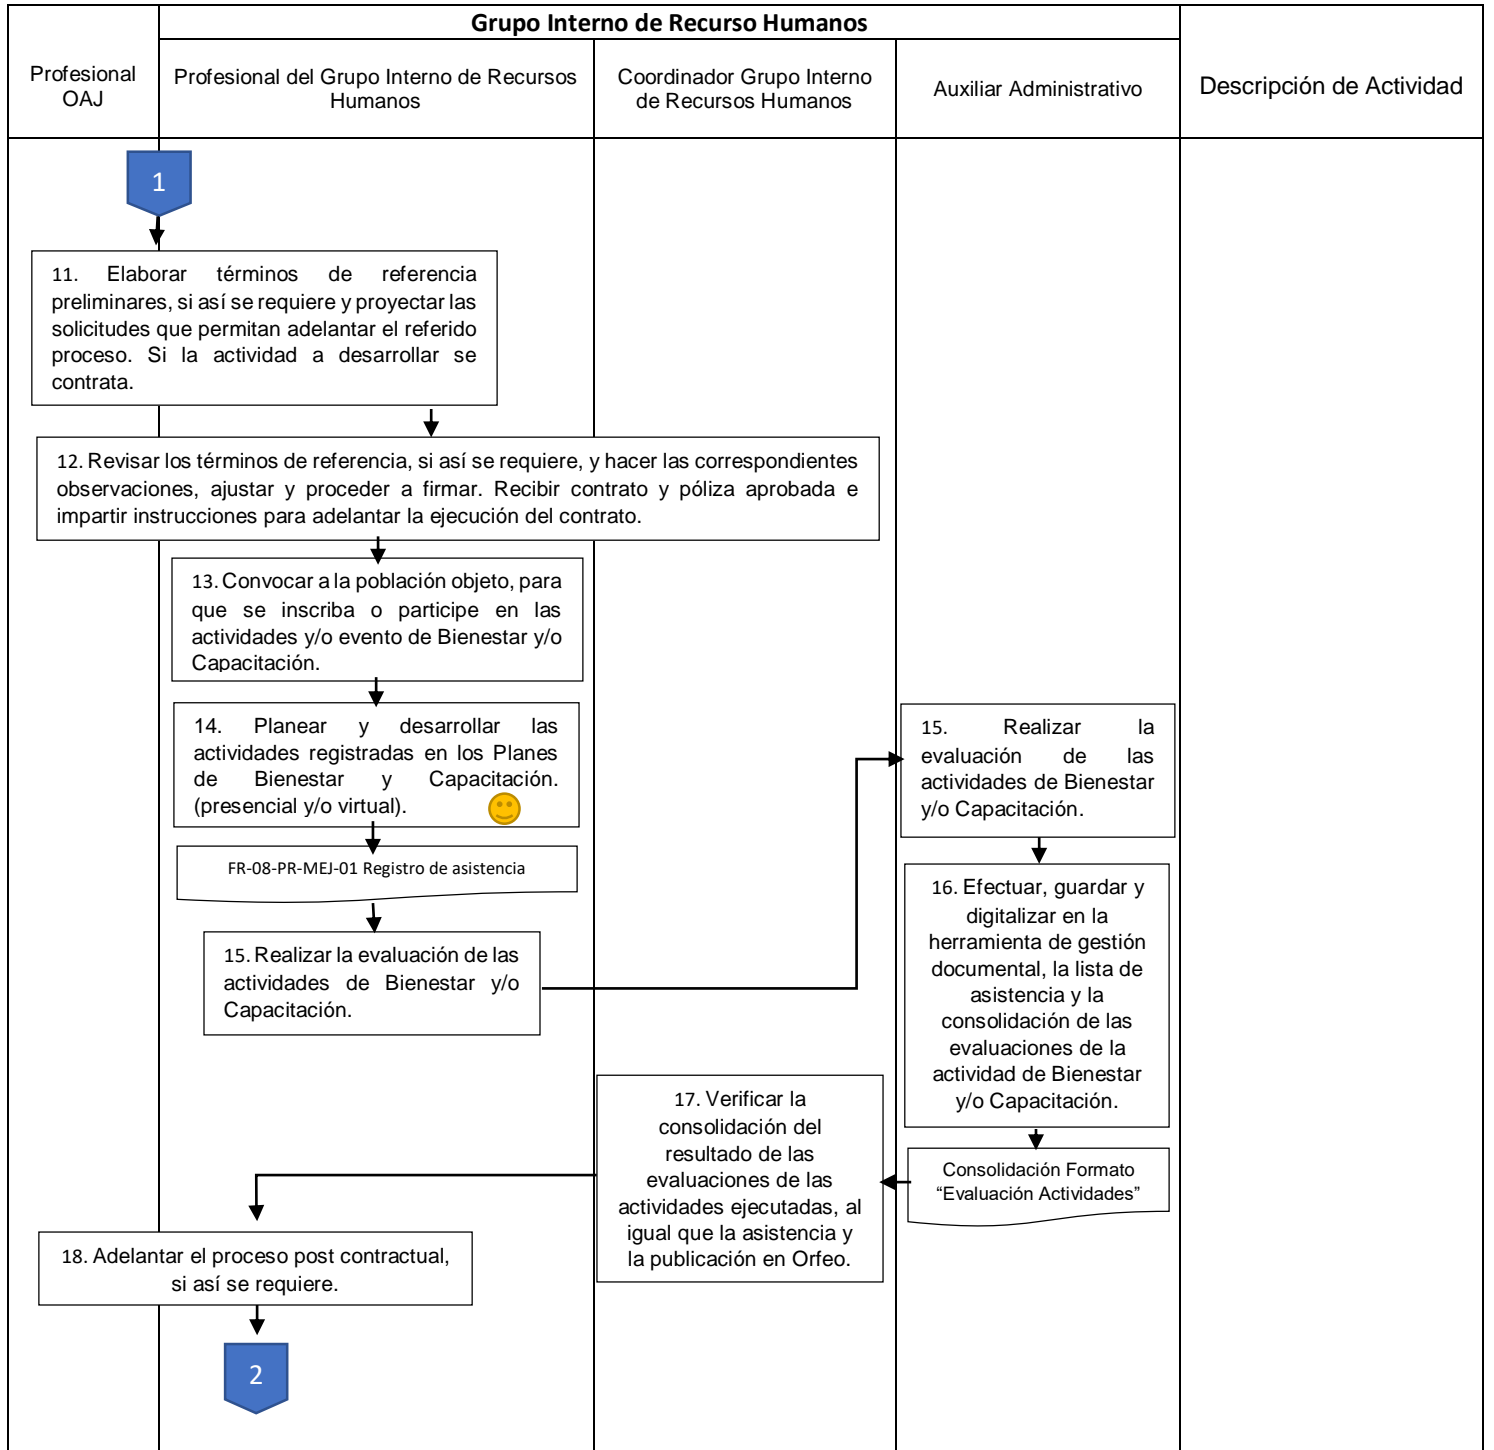 Grupo Interno de Recurso Humanos
Profesional
OAJ
Profesional del Grupo Interno de Recursos
Humanos
Coordinador Grupo Interno
de Recursos Humanos
Auxiliar Administrativo
Descripción de Actividad
1
11. Elaborar términos de referencia
preliminares, si así se requiere y proyectar las
solicitudes que permitan adelantar el referido
proceso. Si la actividad a desarrollar se
contrata.
12. Revisar los términos de referencia, si así se requiere, y hacer las correspondientes
observaciones, ajustar y proceder a firmar. Recibir contrato y póliza aprobada e
impartir instrucciones para adelantar la ejecución del contrato.
13. Convocar a la población objeto, para
que se inscriba o participe en las
actividades y/o evento de Bienestar y/o
Capacitación.
14. Planear y desarrollar las
actividades registradas en los Planes
de Bienestar y Capacitación.
(presencial y/o virtual).
FR-08-PR-MEJ-01 Registro de asistencia
15. Realizar la evaluación de las
actividades de Bienestar y/o
Capacitación.
15. Realizar la
evaluación de las
actividades de Bienestar
y/o Capacitación.
16. Efectuar, guardar y
digitalizar en la
herramienta de gestión
documental, la lista de
asistencia y la
consolidación de las
evaluaciones de la
actividad de Bienestar
y/o Capacitación.
Consolidación Formato
“Evaluación Actividades”
17. Verificar la
consolidación del
resultado de las
evaluaciones de las
actividades ejecutadas, al
igual que la asistencia y
la publicación en Orfeo.
18. Adelantar el proceso post contractual,
si así se requiere.
2